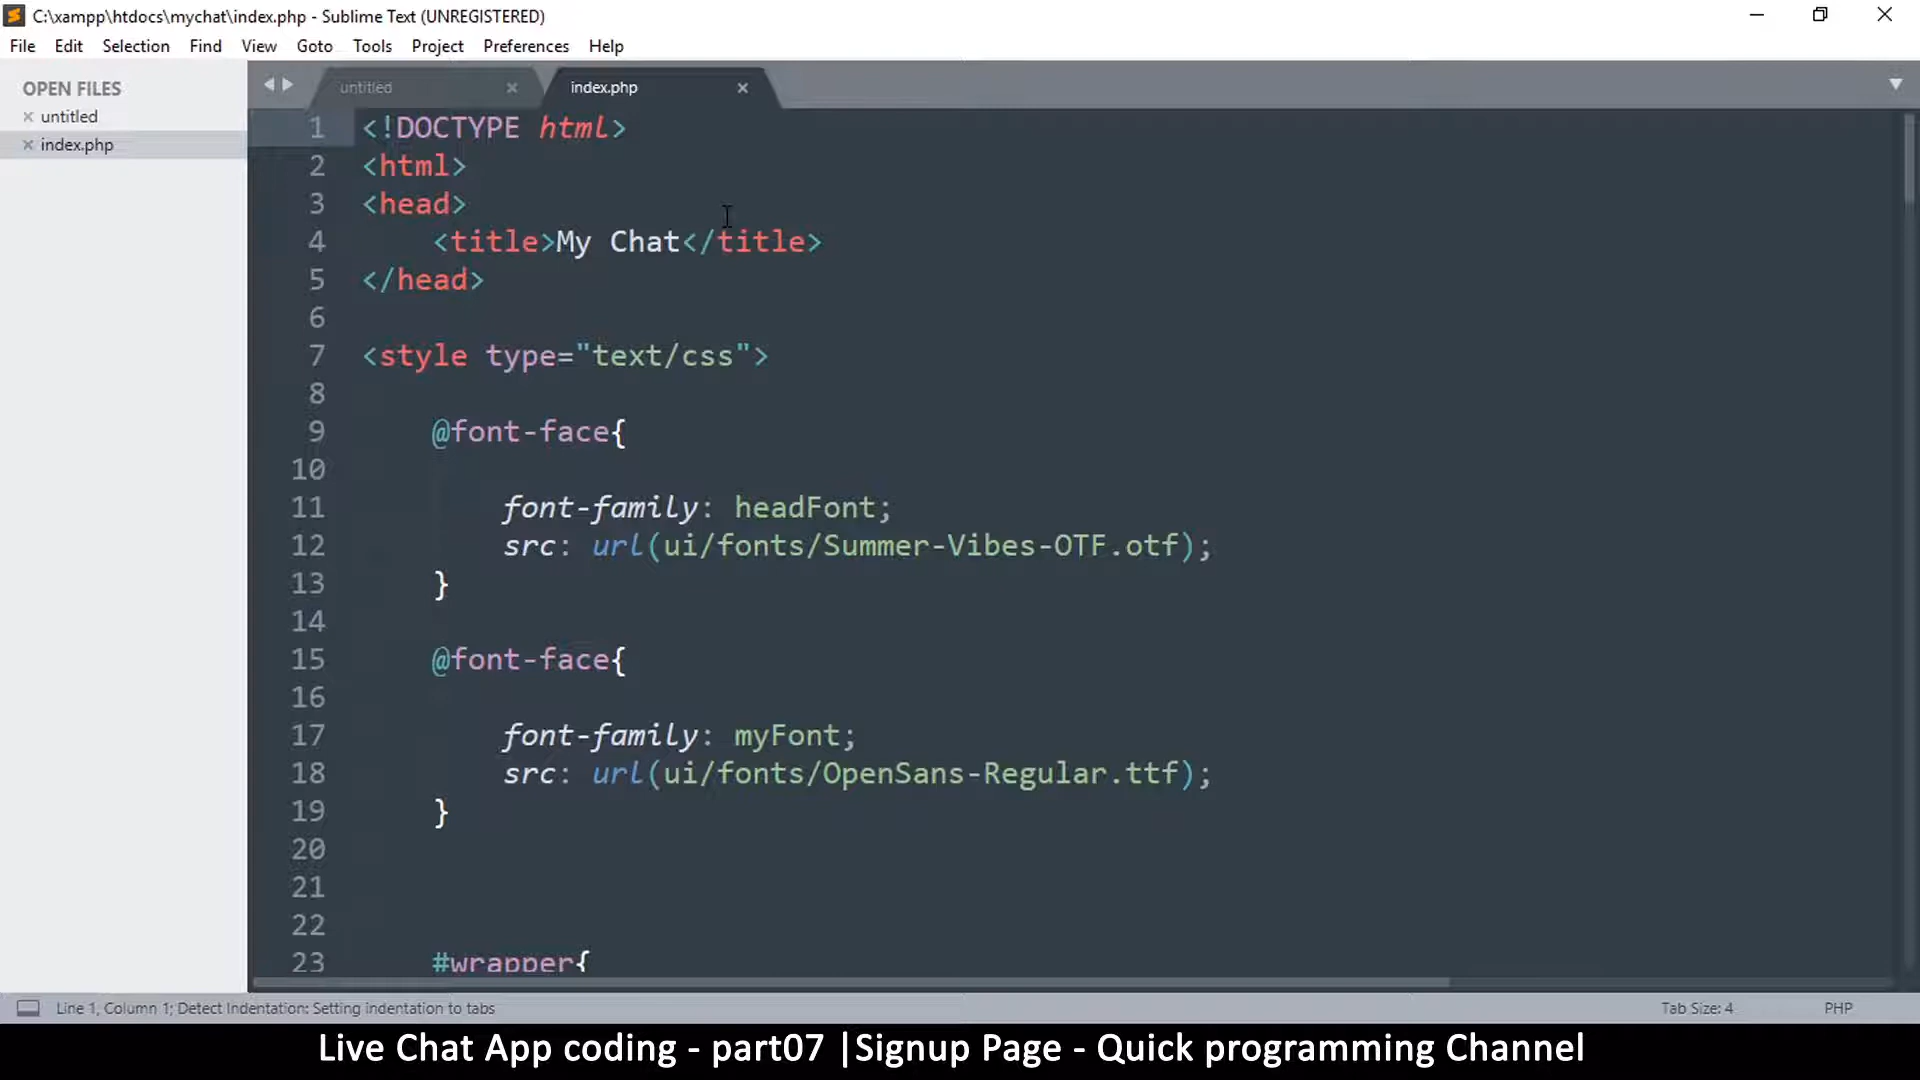 C:\xampp\htdocs\mychat\index.php - Sublime Text (UNREGISTERED)
File Edit Selection Find View Goto Tools Project Preferences Help
OPEN FILES
untitled
index.php
untitled
index.php
1 <!DOCTYPE html>
2 <html>
3 <head>
4 <title>My Chat</title>
5 </head>
6
7 <style type="text/css">
8
9 @font-face{
10
11 font-family: headFont;
12 src: url(ui/fonts/Summer-Vibes-OTF.otf);
13 }
14
15 @font-face{
16
17 font-family: myFont;
18 src: url(ui/fonts/OpenSans-Regular.ttf);
19 }
20
21
22
23 #wrapper{
Line 1, Column 1; Detect Indentation: Setting indentation to tabs Tab Size: 4 PHP
Live Chat App coding - part07 |Signup Page - Quick programming Channel